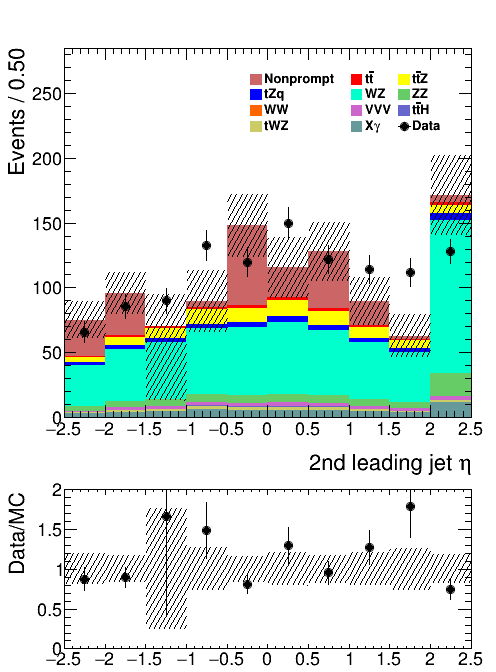 Events / 0.50
250
200
150
100
50
0
Nonprompt tt̄ tt̄Z
tZq WZ ZZ
WW VVV tt̄H
tWZ Xγ Data
−2.5 −2 −1.5 −1 −0.5 0 0.5 1 1.5 2 2.5
2nd leading jet η
Data/MC
2
1.5
1
0.5
0
−2.5 −2 −1.5 −1 −0.5 0 0.5 1 1.5 2 2.5